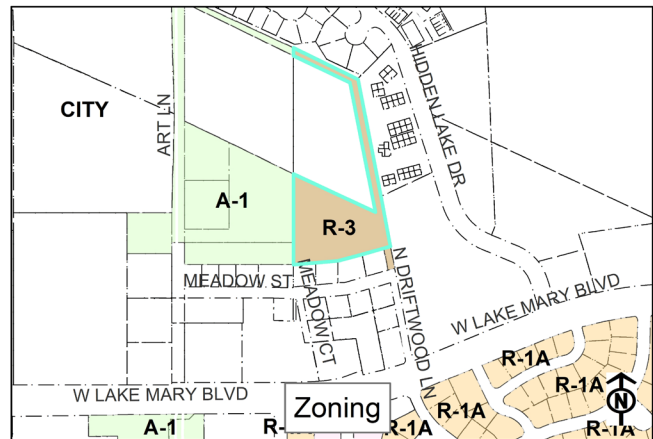 HIDDEN LAKE DR
CITY
ART LN
A-1
R-3
MEADOW ST
MEADOW CT
N DRIFTWOOD LN
W LAKE MARY BLVD
R-1A
R-1A
W LAKE MARY BLVD
Zoning
R-1A
N
A-1
R-
R-1A
R-1A